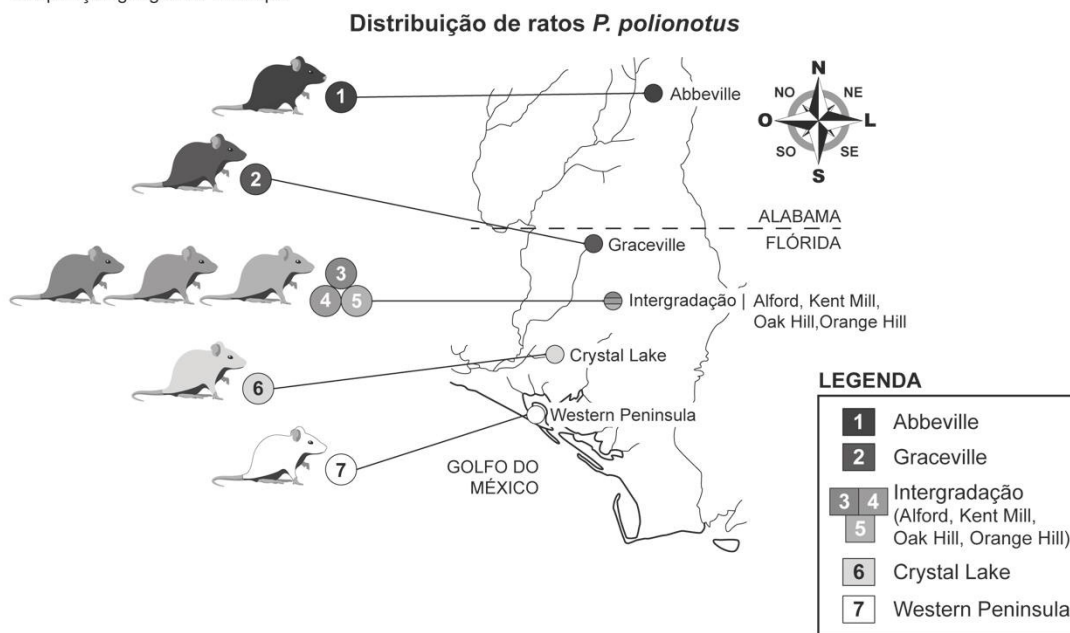 Distribuição de ratos P. polionotus
1
Abbeville
N
NO
NE
O
L
SO
SE
S
2
ALABAMA
FLÓRIDA
Graceville
3
4
5
Intergradação | Alford, Kent Mill,
Oak Hill,Orange Hill
Crystal Lake
6
Western Peninsula
7
GOLFO DO
MÉXICO
LEGENDA
1 Abbeville
2 Graceville
3 4 5 Intergradação
(Alford, Kent Mill,
Oak Hill, Orange Hill)
6 Crystal Lake
7 Western Peninsula